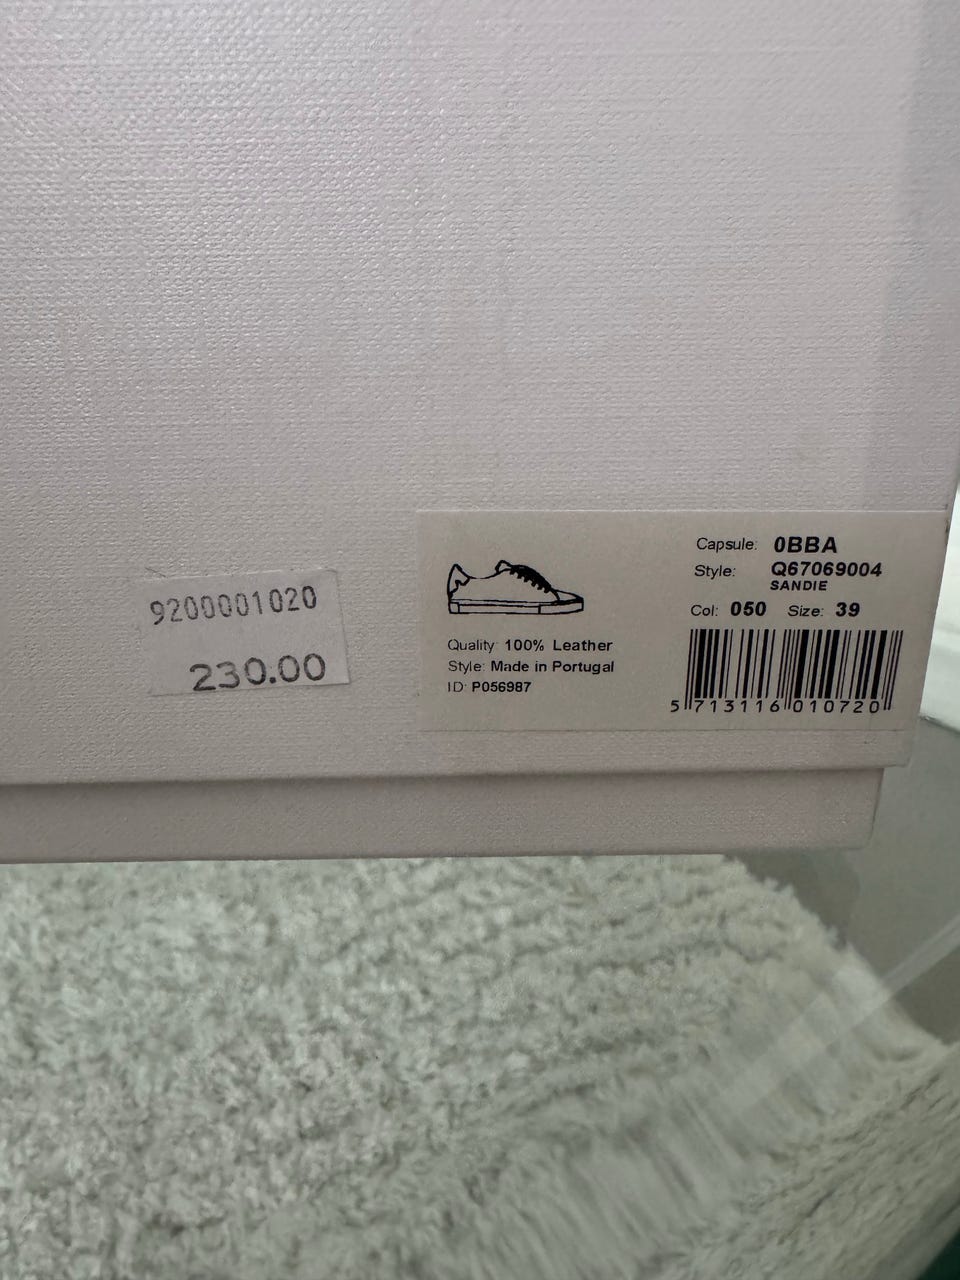 9200001020
230.00
Capsule: 0BBA
Style: Q67069004
SANDIE
Col: 050 Size: 39
Quality: 100% Leather
Style: Made in Portugal
ID: P056987
5 713116 010720